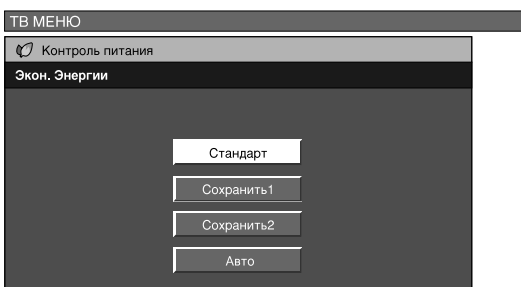 ТВ МЕНЮ
Контроль питания
Экон. Энергии
Стандарт
Сохранить1
Сохранить2
Авто